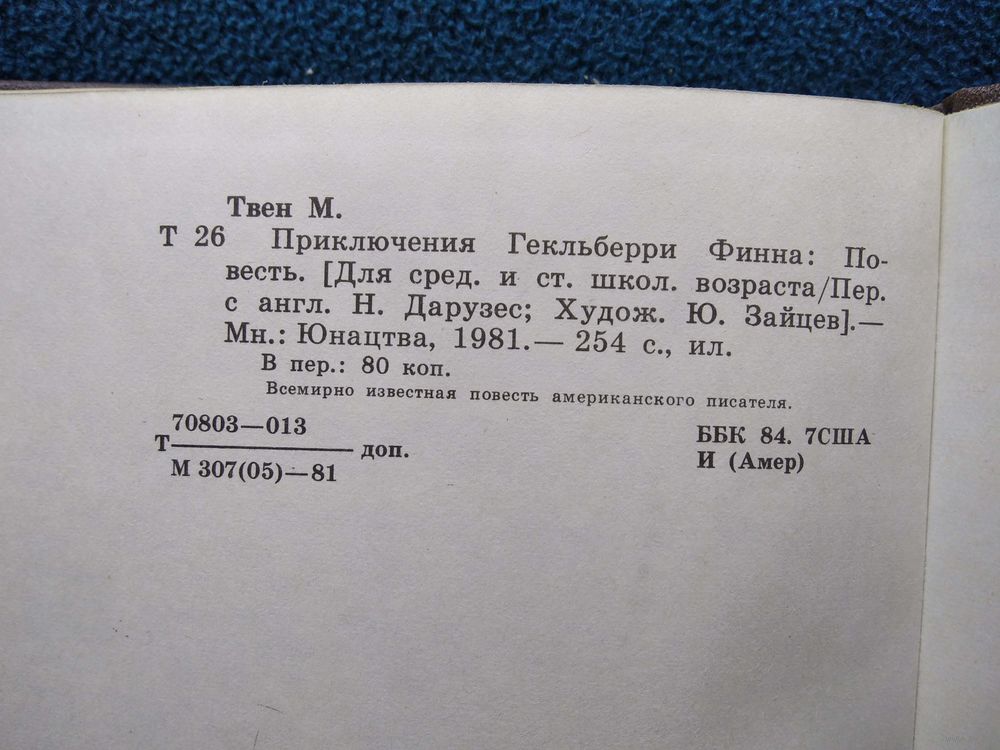 Твен М.
Т 26 Приключения Гекльберри Финна: По-
весть. [Для сред. и ст. школ. возраста/Пер.
с англ. Н. Дарузес; Худож. Ю. Зайцев].—
Мн.: Юнацтва, 1981.— 254 с., ил.
В пер.: 80 коп.
Всемирно известная повесть американского писателя.
70803—013
Т——— доп.
М 307(05)—81
ББК 84. 7США
И (Амер)